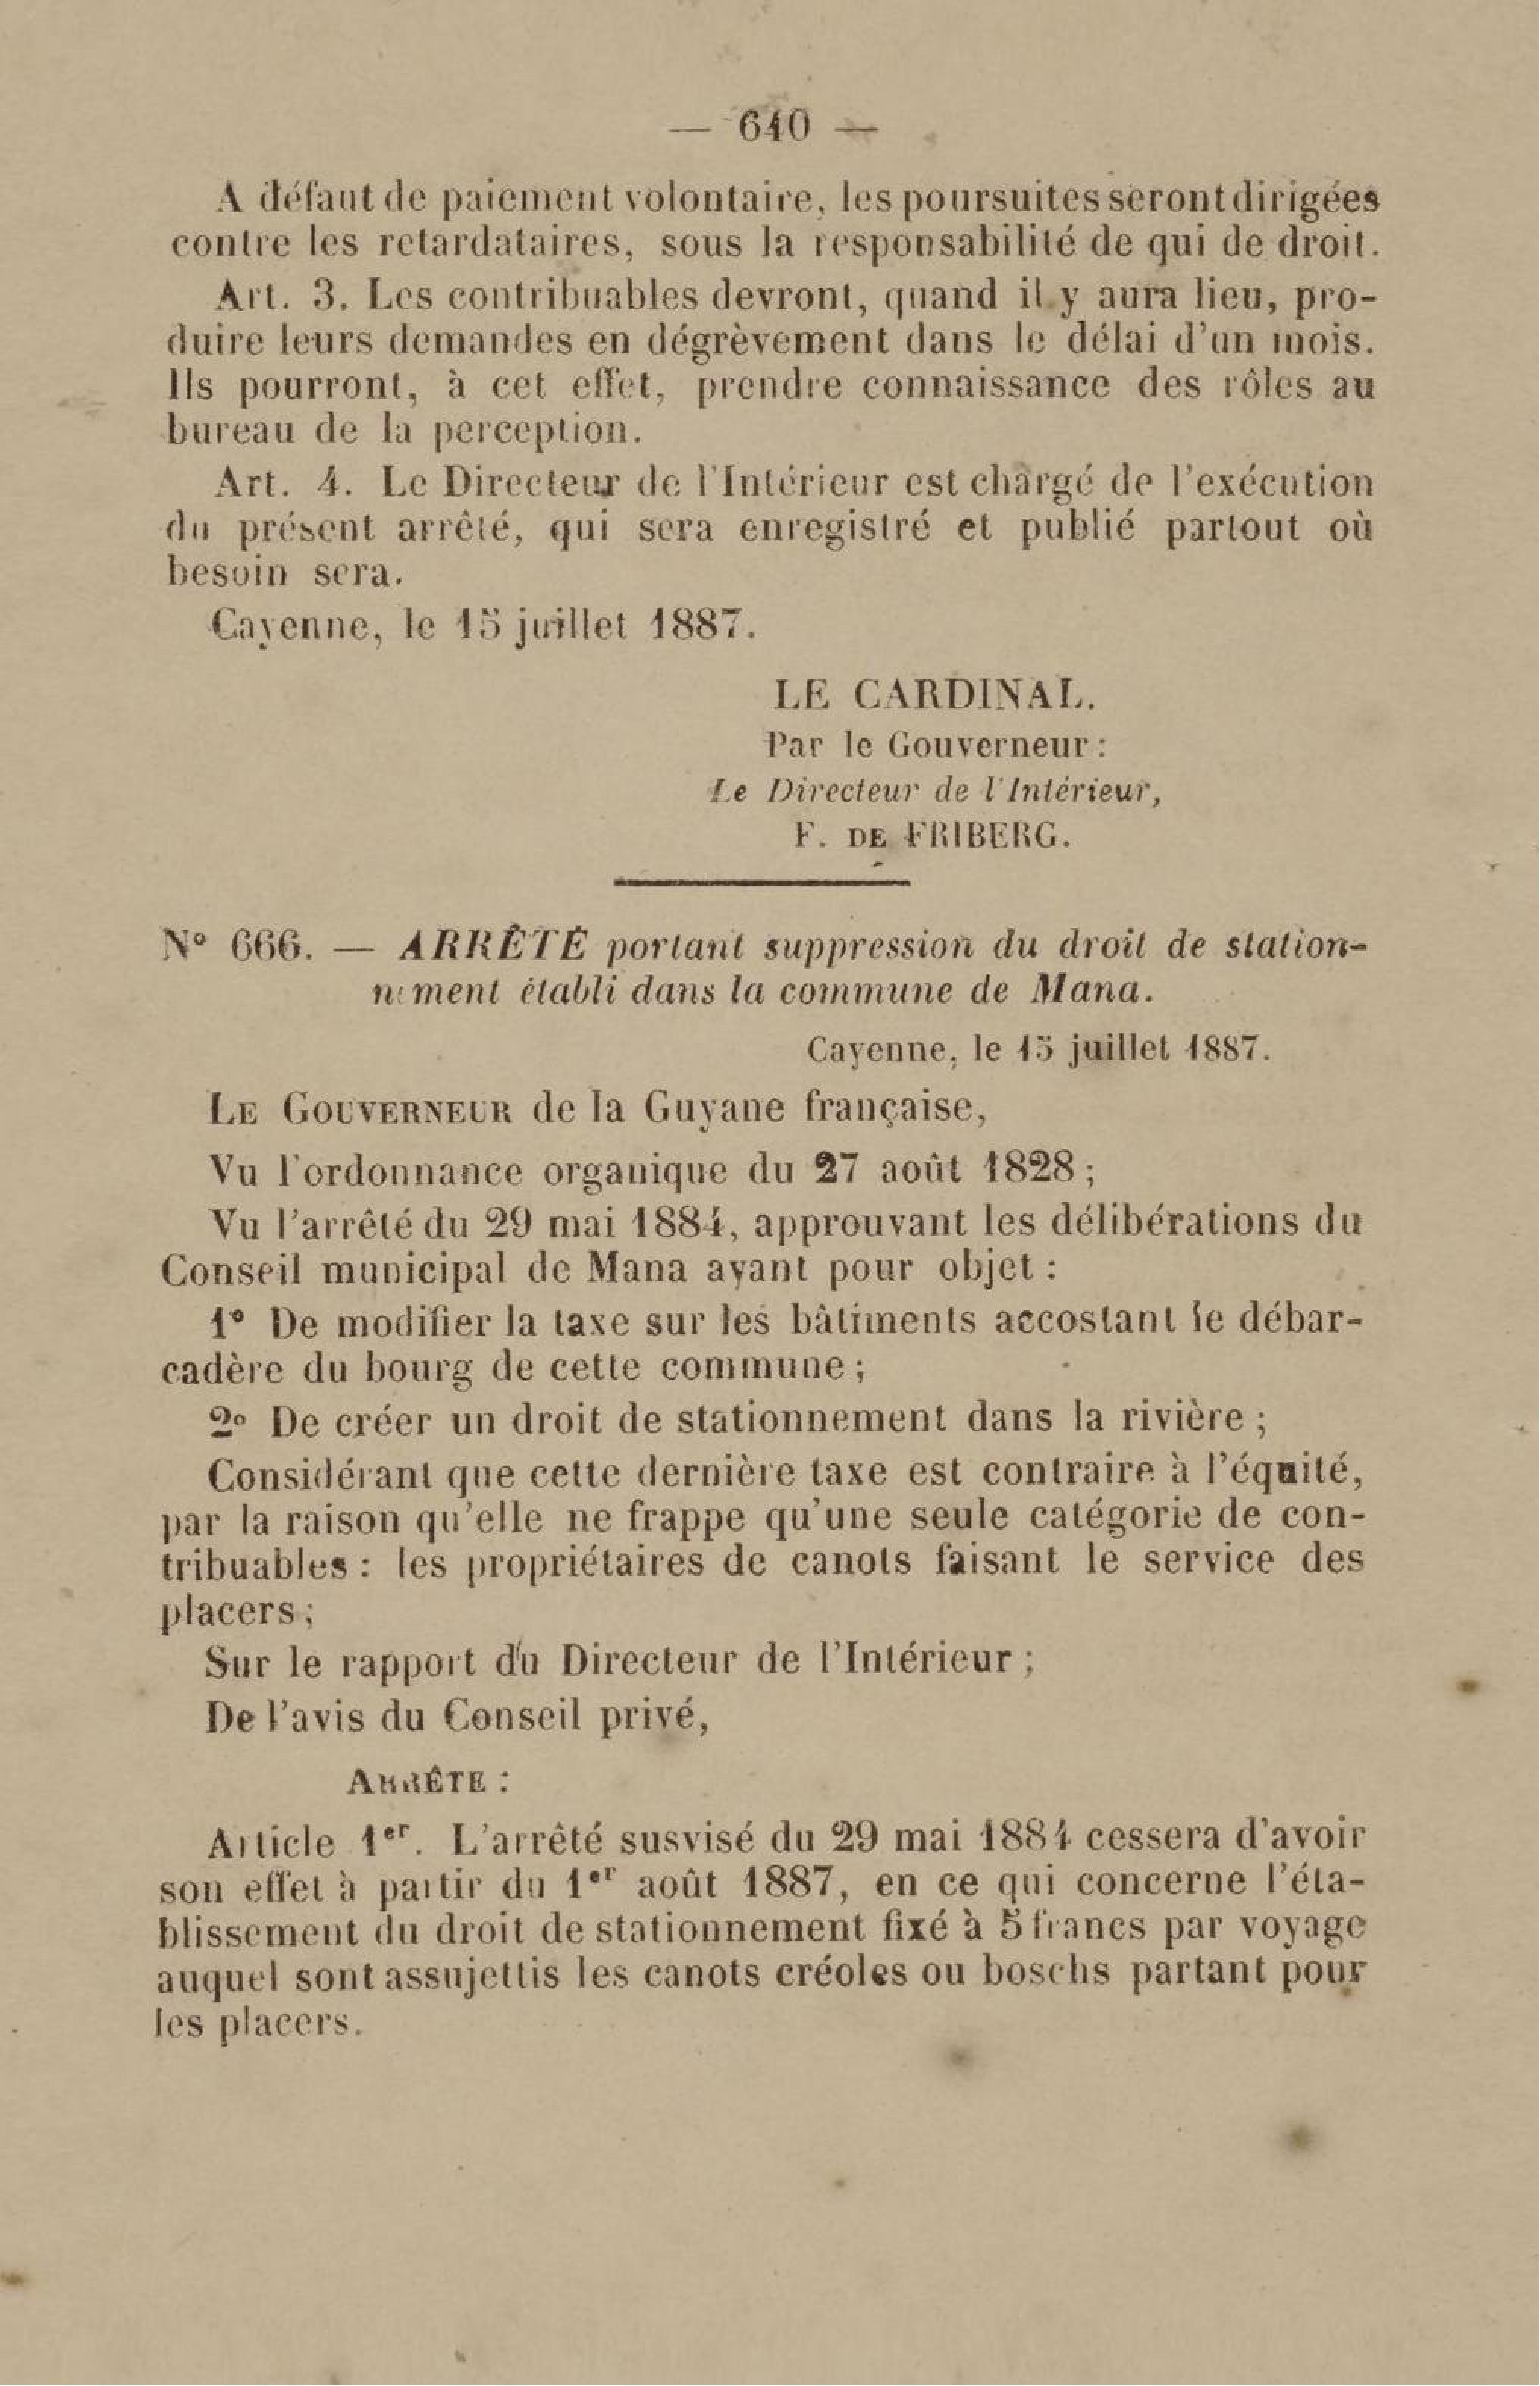 — 640 —
A défaut de paiement volontaire, les poursuites seront dirigées
contre les retardataires, sous la responsabilité de qui de droit.
Art. 3. Les contribuables devront, quand il y aura lieu, pro-
duire leurs demandes en dégrèvement dans le délai d'un mois.
Ils pourront, à cet effet, prendre connaissance des rôles au
bureau de la perception.
Art. 4. Le Directeur de l'Intérieur est chargé de l'exécution
du présent arrêté, qui sera enregistré et publié partout où
besoin sera.
Cayenne, le 15 juillet 1887.
LE CARDINAL.
Par le Gouverneur :
Le Directeur de l'Intérieur,
F. DE FRIBERG.
N° 666. — ARRÊTÉ portant suppression du droit de station-
nement établi dans la commune de Mana.
Cayenne, le 15 juillet 1887.
LE GOUVERNEUR de la Guyane française,
Vu l'ordonnance organique du 27 août 1828 ;
Vu l'arrêté du 29 mai 1884, approuvant les délibérations du
Conseil municipal de Mana ayant pour objet :
1° De modifier la taxe sur les bâtiments accostant le débar-
cadère du bourg de cette commune ;
2° De créer un droit de stationnement dans la rivière ;
Considérant que cette dernière taxe est contraire à l'équité,
par la raison qu'elle ne frappe qu'une seule catégorie de con-
tribuables : les propriétaires de canots faisant le service des
placers ;
Sur le rapport du Directeur de l'Intérieur ;
De l'avis du Conseil privé,
ARRÊTE :
Article 1er. L'arrêté susvisé du 29 mai 1884 cessera d'avoir
son effet à partir du 1er août 1887, en ce qui concerne l'éta-
blissement du droit de stationnement fixé à 5 francs par voyage
auquel sont assujettis les canots créoles ou boschs partant pour
les placers.